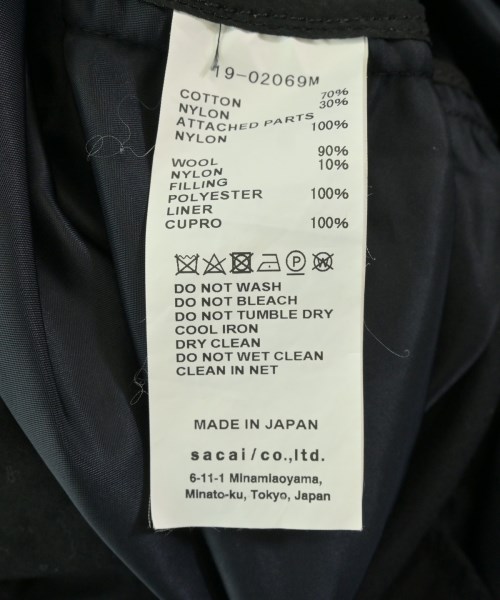 19-02069M
COTTON 70%
NYLON 30%
ATTACHED PARTS
NYLON 100%
WOOL 90%
NYLON 10%
FILLING
POLYESTER 100%
LINER
CUPRO 100%
P W
DO NOT WASH
DO NOT BLEACH
DO NOT TUMBLE DRY
COOL IRON
DRY CLEAN
DO NOT WET CLEAN
CLEAN IN NET
MADE IN JAPAN
sacai/co.,ltd.
6-11-1 Minamiaoyama,
Minato-ku, Tokyo, Japan